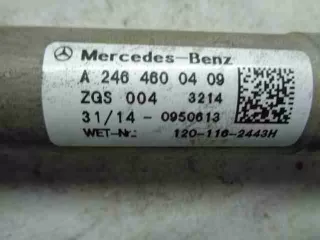 Mercedes-Benz
A 246 460 04 09
ZGS 004 3214
31/14 - 0950613
WET-Nr.: 120-116-2443H